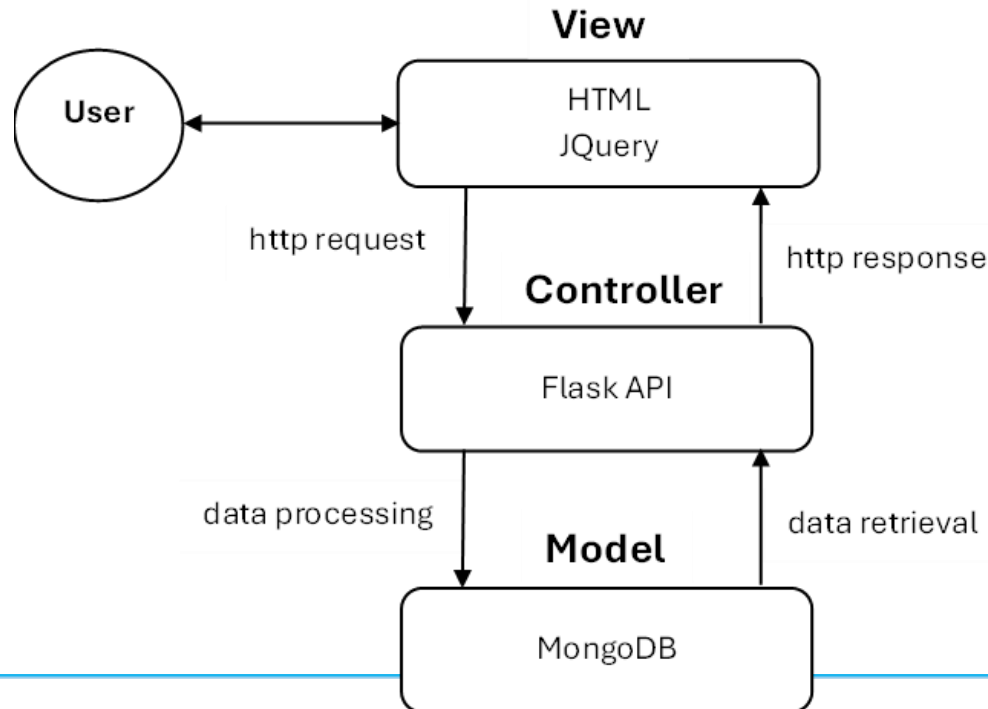 View
User
HTML
JQuery
http request
http response
Controller
Flask API
data processing
data retrieval
Model
MongoDB